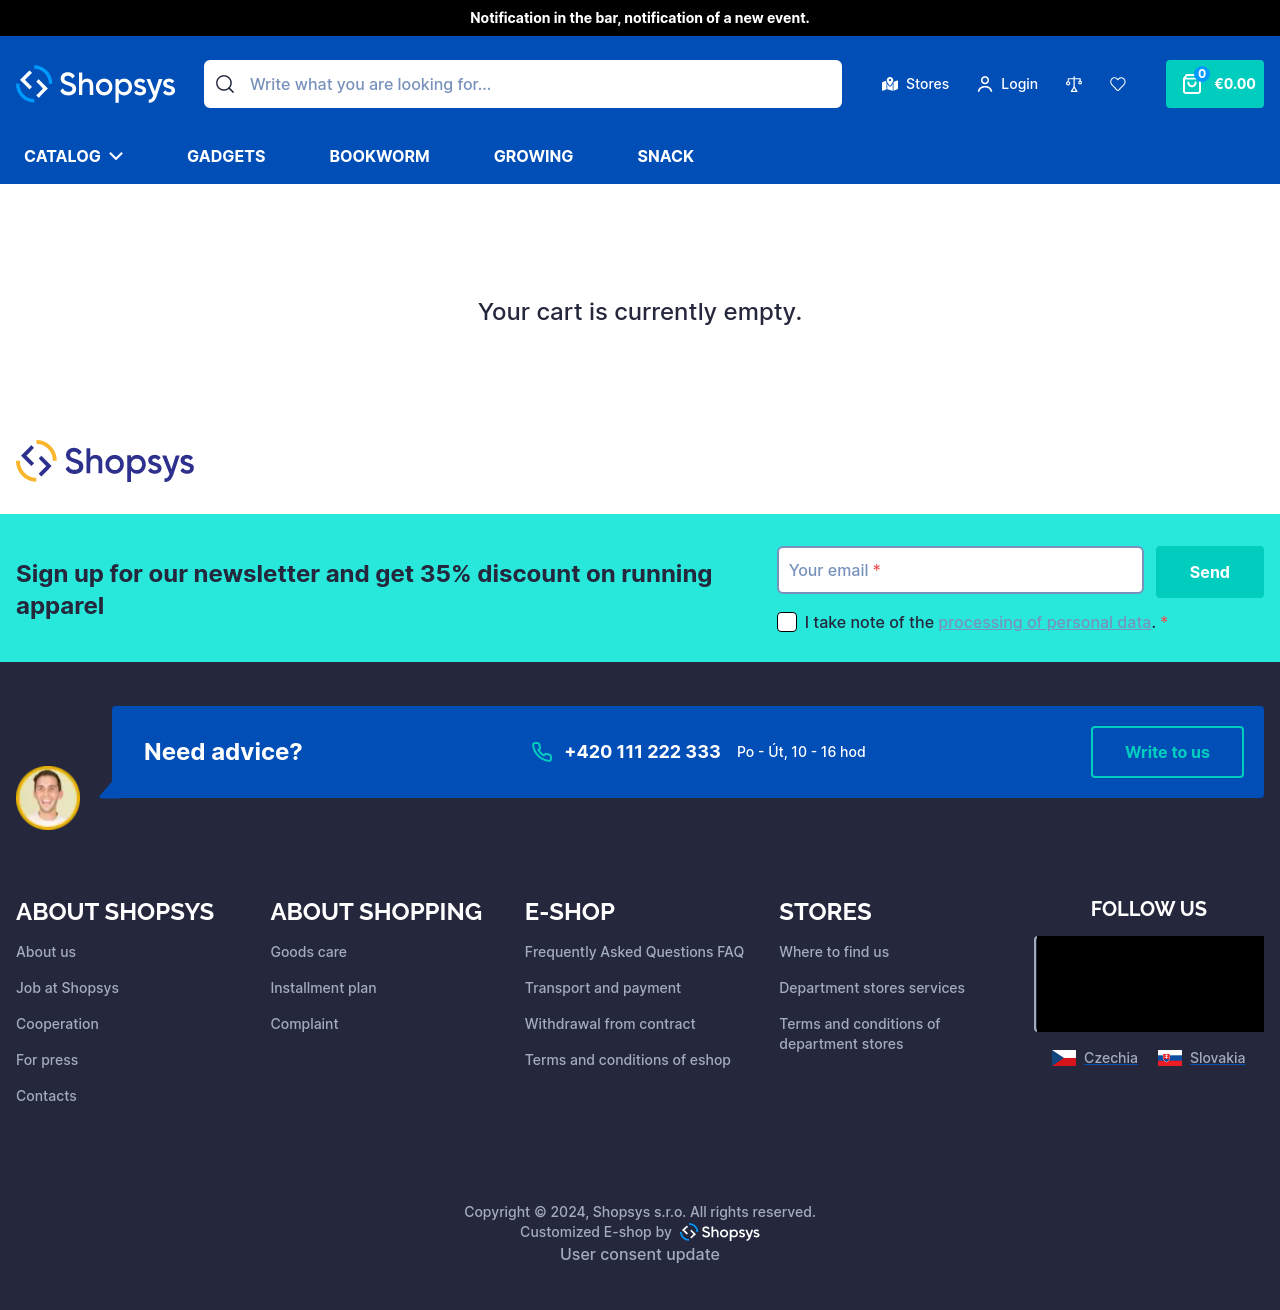 Notification in the bar, notification of a new event.
Shopsys
Write what you are looking for...
Stores
Login
0
€0.00
CATALOG
GADGETS
BOOKWORM
GROWING
SNACK
Your cart is currently empty.
Shopsys
Sign up for our newsletter and get 35% discount on running
apparel
Your email *
Send
I take note of the processing of personal data. *
Need advice?
+420 111 222 333
Po - Út, 10 - 16 hod
Write to us
ABOUT SHOPSYS
About us
Job at Shopsys
Cooperation
For press
Contacts
ABOUT SHOPPING
Goods care
Installment plan
Complaint
E-SHOP
Frequently Asked Questions FAQ
Transport and payment
Withdrawal from contract
Terms and conditions of eshop
STORES
Where to find us
Department stores services
Terms and conditions of
department stores
FOLLOW US
Czechia
Slovakia
Copyright © 2024, Shopsys s.r.o. All rights reserved.
Customized E-shop by Shopsys
User consent update